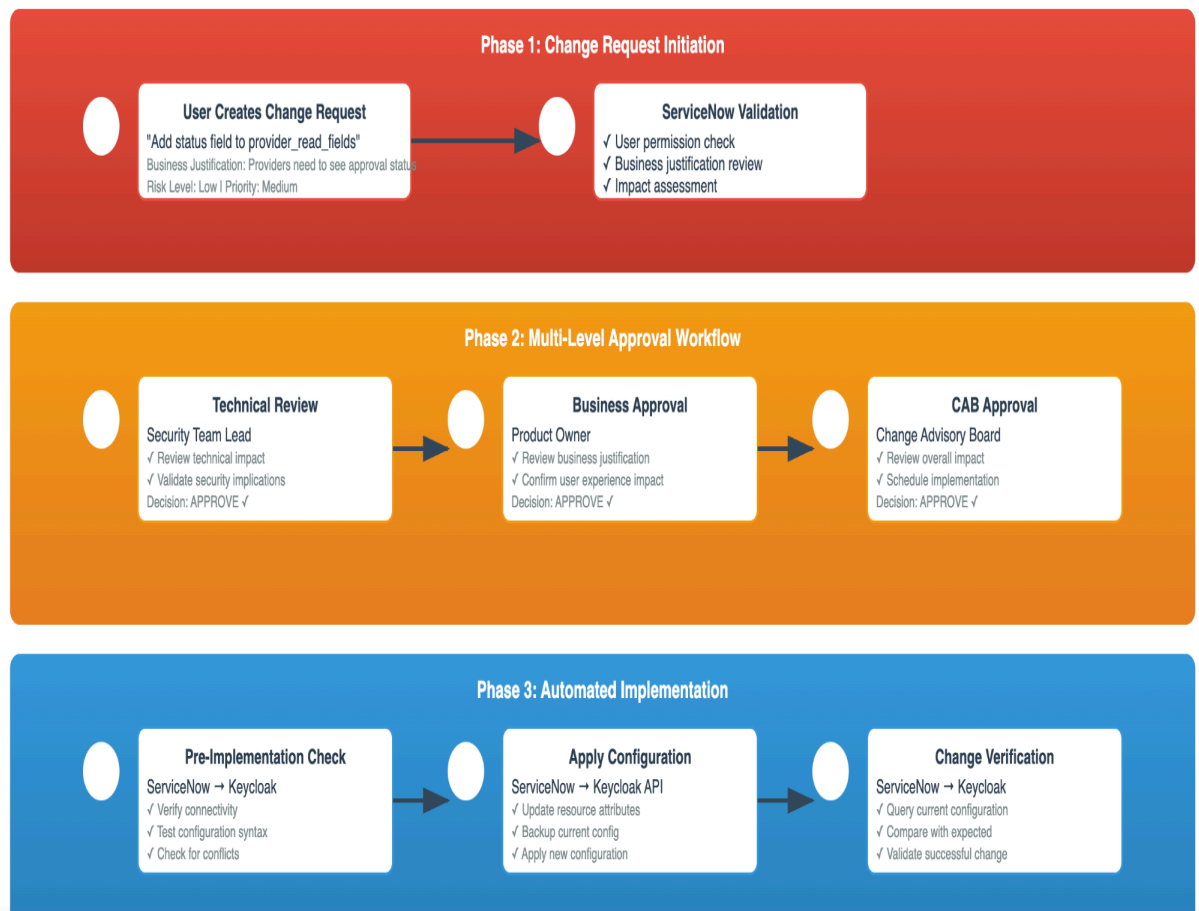 Phase 1: Change Request Initiation
User Creates Change Request
"Add status field to provider_read_fields"
Business Justification: Providers need to see approval status
Risk Level: Low | Priority: Medium
ServiceNow Validation
✓ User permission check
✓ Business justification review
✓ Impact assessment
Phase 2: Multi-Level Approval Workflow
Technical Review
Security Team Lead
✓ Review technical impact
✓ Validate security implications
Decision: APPROVE ✓
Business Approval
Product Owner
✓ Review business justification
✓ Confirm user experience impact
Decision: APPROVE ✓
CAB Approval
Change Advisory Board
✓ Review overall impact
✓ Schedule implementation
Decision: APPROVE ✓
Phase 3: Automated Implementation
Pre-Implementation Check
ServiceNow → Keycloak
✓ Verify connectivity
✓ Test configuration syntax
✓ Check for conflicts
Apply Configuration
ServiceNow → Keycloak API
✓ Update resource attributes
✓ Backup current config
✓ Apply new configuration
Change Verification
ServiceNow → Keycloak
✓ Query current configuration
✓ Compare with expected
✓ Validate successful change